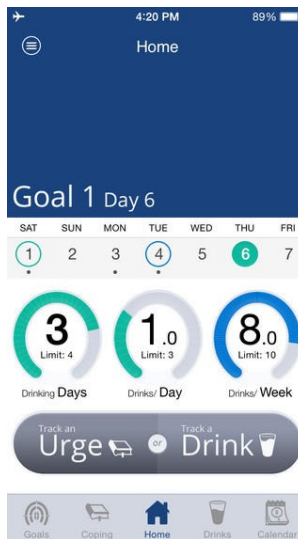 4:20 PM 89%
Home
Goal 1 Day 6
SAT SUN MON TUE WED THU FRI
1 2 3 4 5 6 7
3 1.0 8.0
Limit: 4 Limit: 3 Limit: 10
Drinking Days Drinks/ Day Drinks/ Week
Track an Track a
Urge or Drink
Goals Coping Home Drinks Calendar